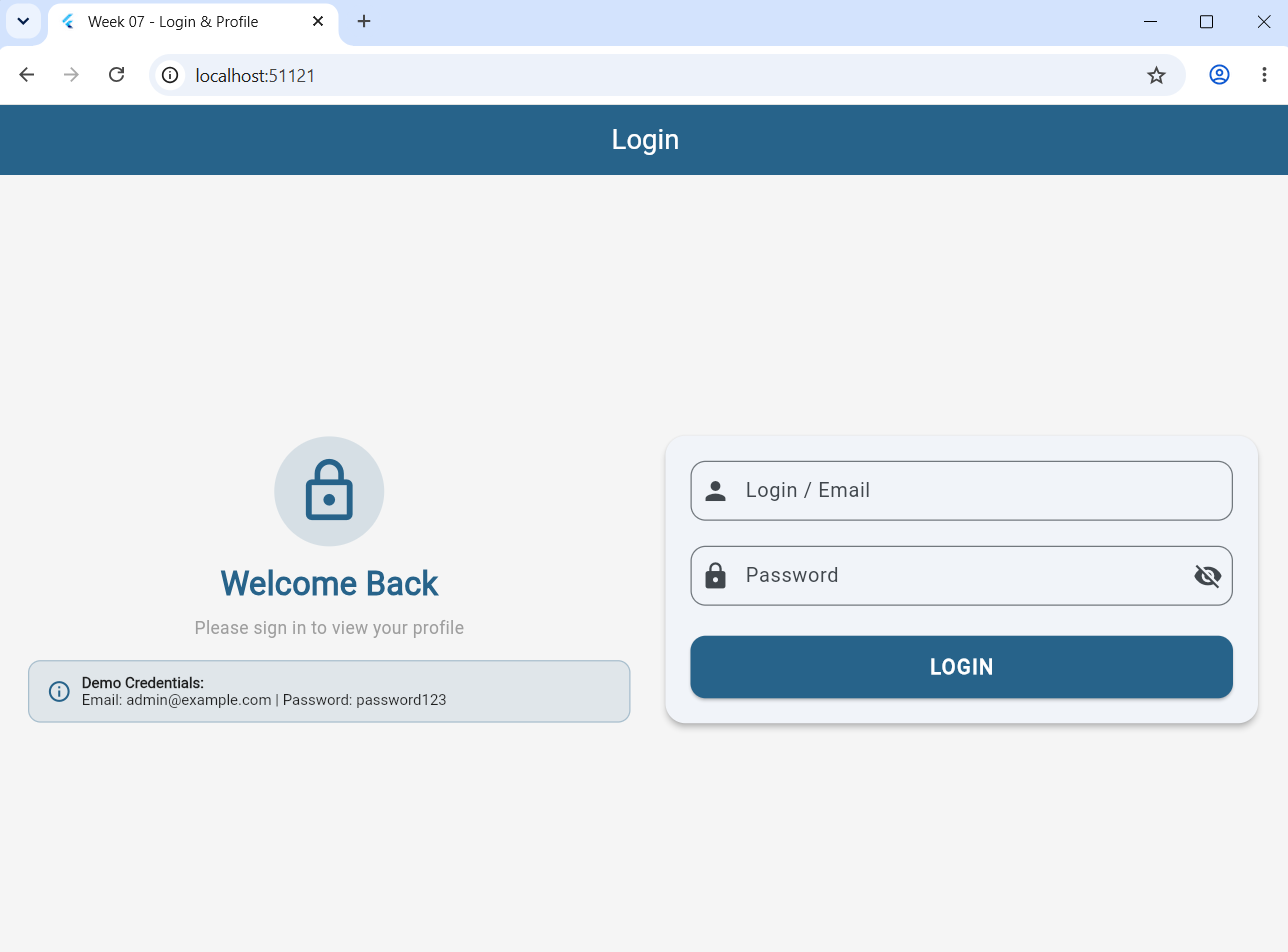 Week 07 - Login & Profile
localhost:51121
Login
Welcome Back
Please sign in to view your profile
Demo Credentials:
Email: admin@example.com | Password: password123
Login / Email
Password
LOGIN